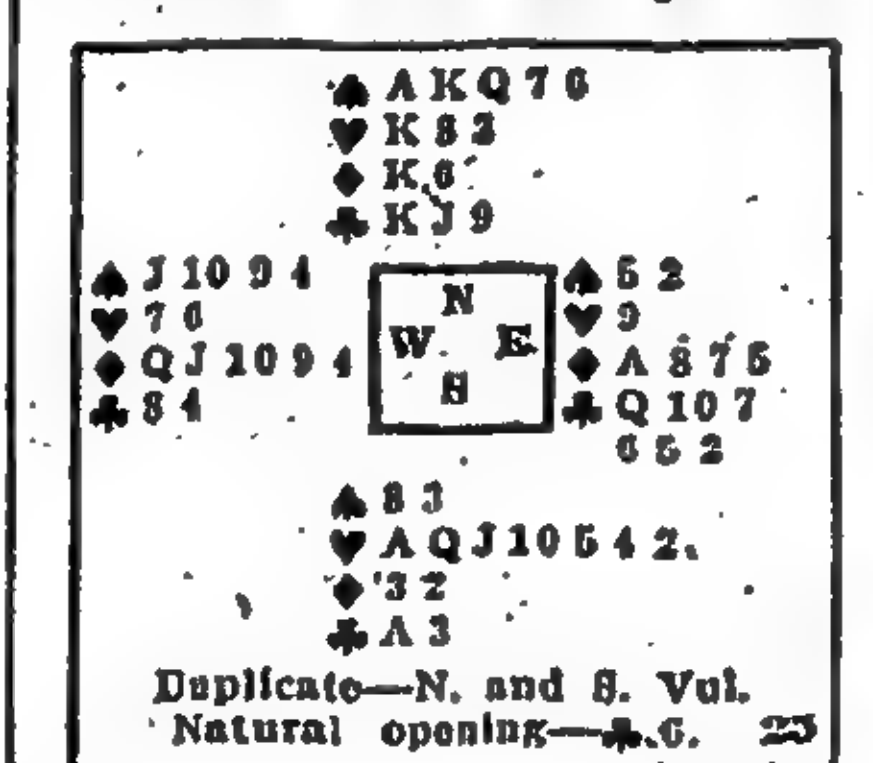 ♠ A K Q 7 6
♥ K 8 3
♦ K 6
♣ K J 9
♠ J 10 9 4
♥ 7 6
♦ Q J 10 9 4
♣ 8 4
N
W E
S
♠ 5 2
♥ 9
♦ A 8 7 5
♣ Q 10 7
6 5 2
♠ 8 3
♥ A Q J 10 5 4 2
♦ 3 2
♣ A 3
Duplicate—N. and S. Vul.
Natural opening—♣ 6. 25